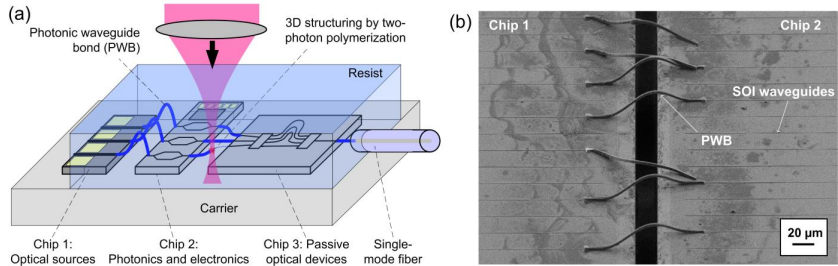 (a)
Photonic waveguide
bond (PWB)
3D structuring by two-
photon polymerization
Resist
Carrier
Chip 1:
Optical sources
Chip 2:
Photonics and electronics
Chip 3: Passive
optical devices
Single-
mode fiber
(b)
Chip 1
Chip 2
SOI waveguides
PWB
20 µm